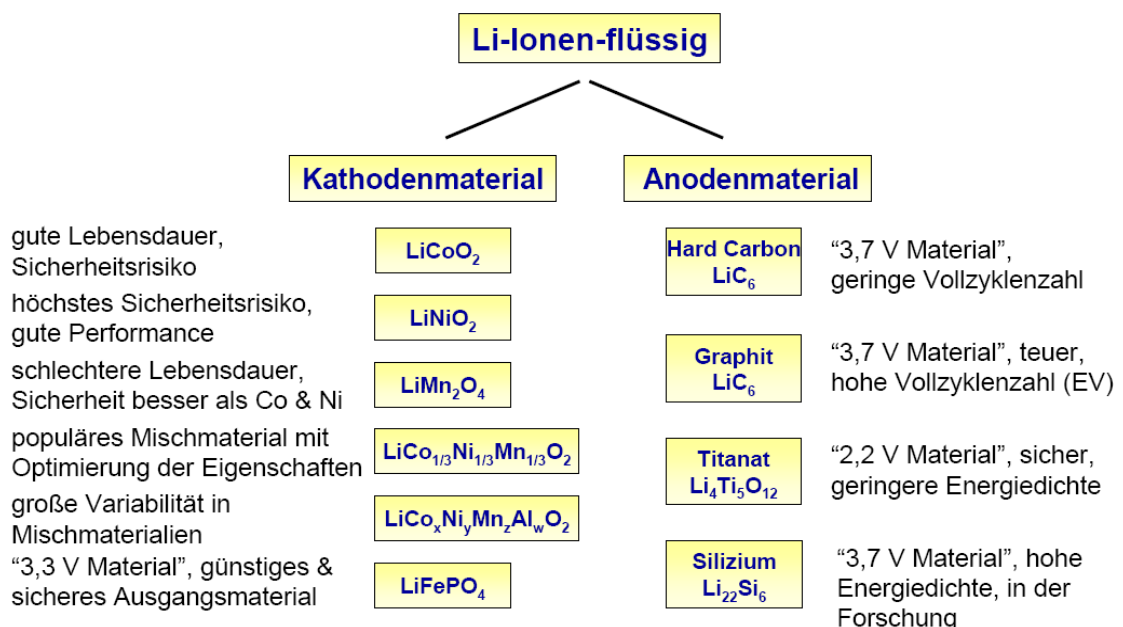 Li-Ionen-flüssig
Kathodenmaterial
Anodenmaterial
gute Lebensdauer,
Sicherheitsrisiko
LiCoO₂
höchstes Sicherheitsrisiko,
gute Performance
LiNiO₂
schlechtere Lebensdauer,
Sicherheit besser als Co & Ni
LiMn₂O₄
populäres Mischmaterial mit
Optimierung der Eigenschaften
LiCo₁/₃Ni₁/₃Mn₁/₃O₂
große Variabilität in
Mischmaterialien
LiCoₓNiᵧMn_zAl_wO₂
“3,3 V Material”, günstiges &
sicheres Ausgangsmaterial
LiFePO₄
Hard Carbon
LiC₆
“3,7 V Material”,
geringe Vollzyklenzahl
Graphit
LiC₆
“3,7 V Material”, teuer,
hohe Vollzyklenzahl (EV)
Titanat
Li₄Ti₅O₁₂
“2,2 V Material”, sicher,
geringere Energiedichte
Silizium
Li₂₂Si₆
“3,7 V Material”, hohe
Energiedichte, in der
Forschung